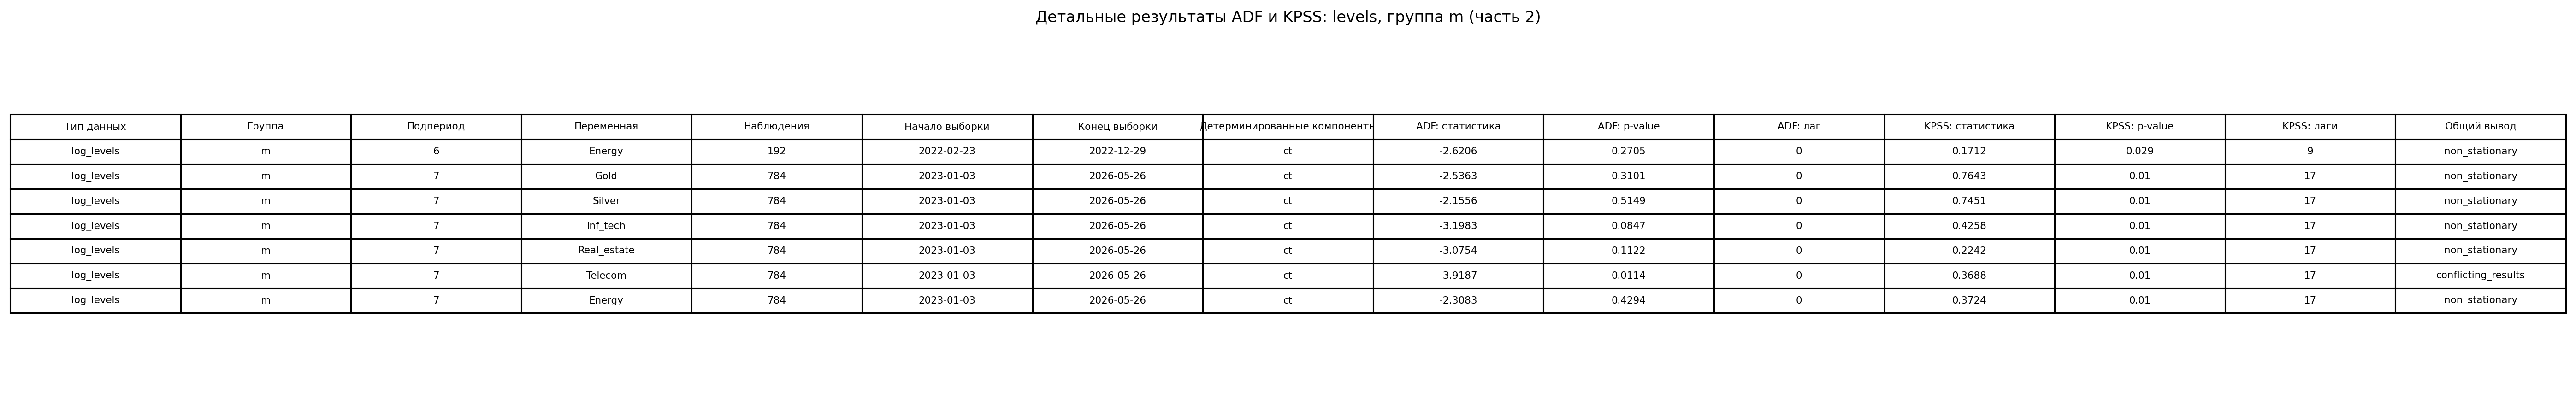 Детальные результаты ADF и KPSS: levels, группа m (часть 2)
Тип данных Группа Подпериод Переменная Наблюдения Начало выборки Конец выборки Детерминированные компоненты ADF: статистика ADF: p-value ADF: лаг KPSS: статистика KPSS: p-value KPSS: лаги Общий вывод
log_levels m 6 Energy 192 2022-02-23 2022-12-29 ct -2.6206 0.2705 0 0.1712 0.029 9 non_stationary
log_levels m 7 Gold 784 2023-01-03 2026-05-26 ct -2.5363 0.3101 0 0.7643 0.01 17 non_stationary
log_levels m 7 Silver 784 2023-01-03 2026-05-26 ct -2.1556 0.5149 0 0.7451 0.01 17 non_stationary
log_levels m 7 Inf_tech 784 2023-01-03 2026-05-26 ct -3.1983 0.0847 0 0.4258 0.01 17 non_stationary
log_levels m 7 Real_estate 784 2023-01-03 2026-05-26 ct -3.0754 0.1122 0 0.2242 0.01 17 non_stationary
log_levels m 7 Telecom 784 2023-01-03 2026-05-26 ct -3.9187 0.0114 0 0.3688 0.01 17 conflicting_results
log_levels m 7 Energy 784 2023-01-03 2026-05-26 ct -2.3083 0.4294 0 0.3724 0.01 17 non_stationary